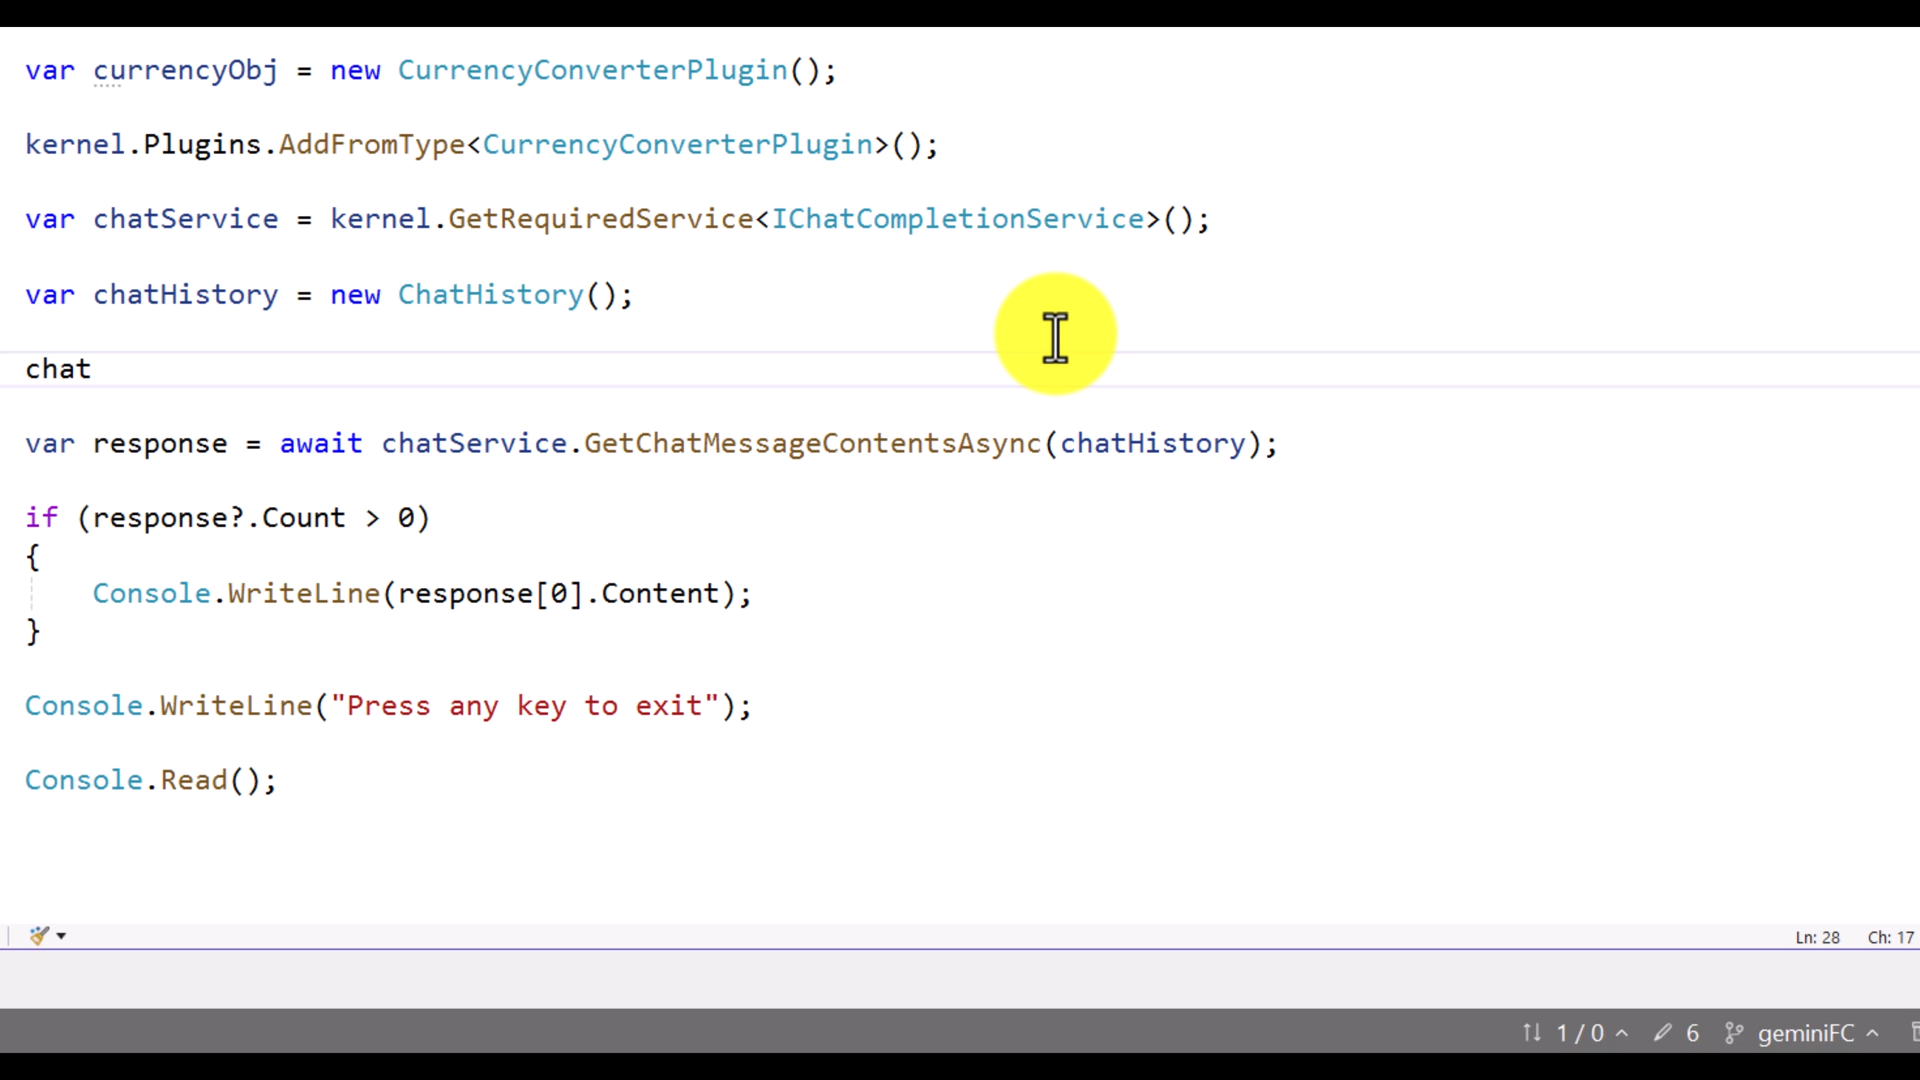 var currencyObj = new CurrencyConverterPlugin();
kernel.Plugins.AddFromType<CurrencyConverterPlugin>();
var chatService = kernel.GetRequiredService<IChatCompletionService>();
var chatHistory = new ChatHistory();
chat
var response = await chatService.GetChatMessageContentsAsync(chatHistory);
if (response?.Count > 0)
{
    Console.WriteLine(response[0].Content);
}
Console.WriteLine("Press any key to exit");
Console.Read();
Ln: 28 Ch: 17
1 / 0 6 geminiFC